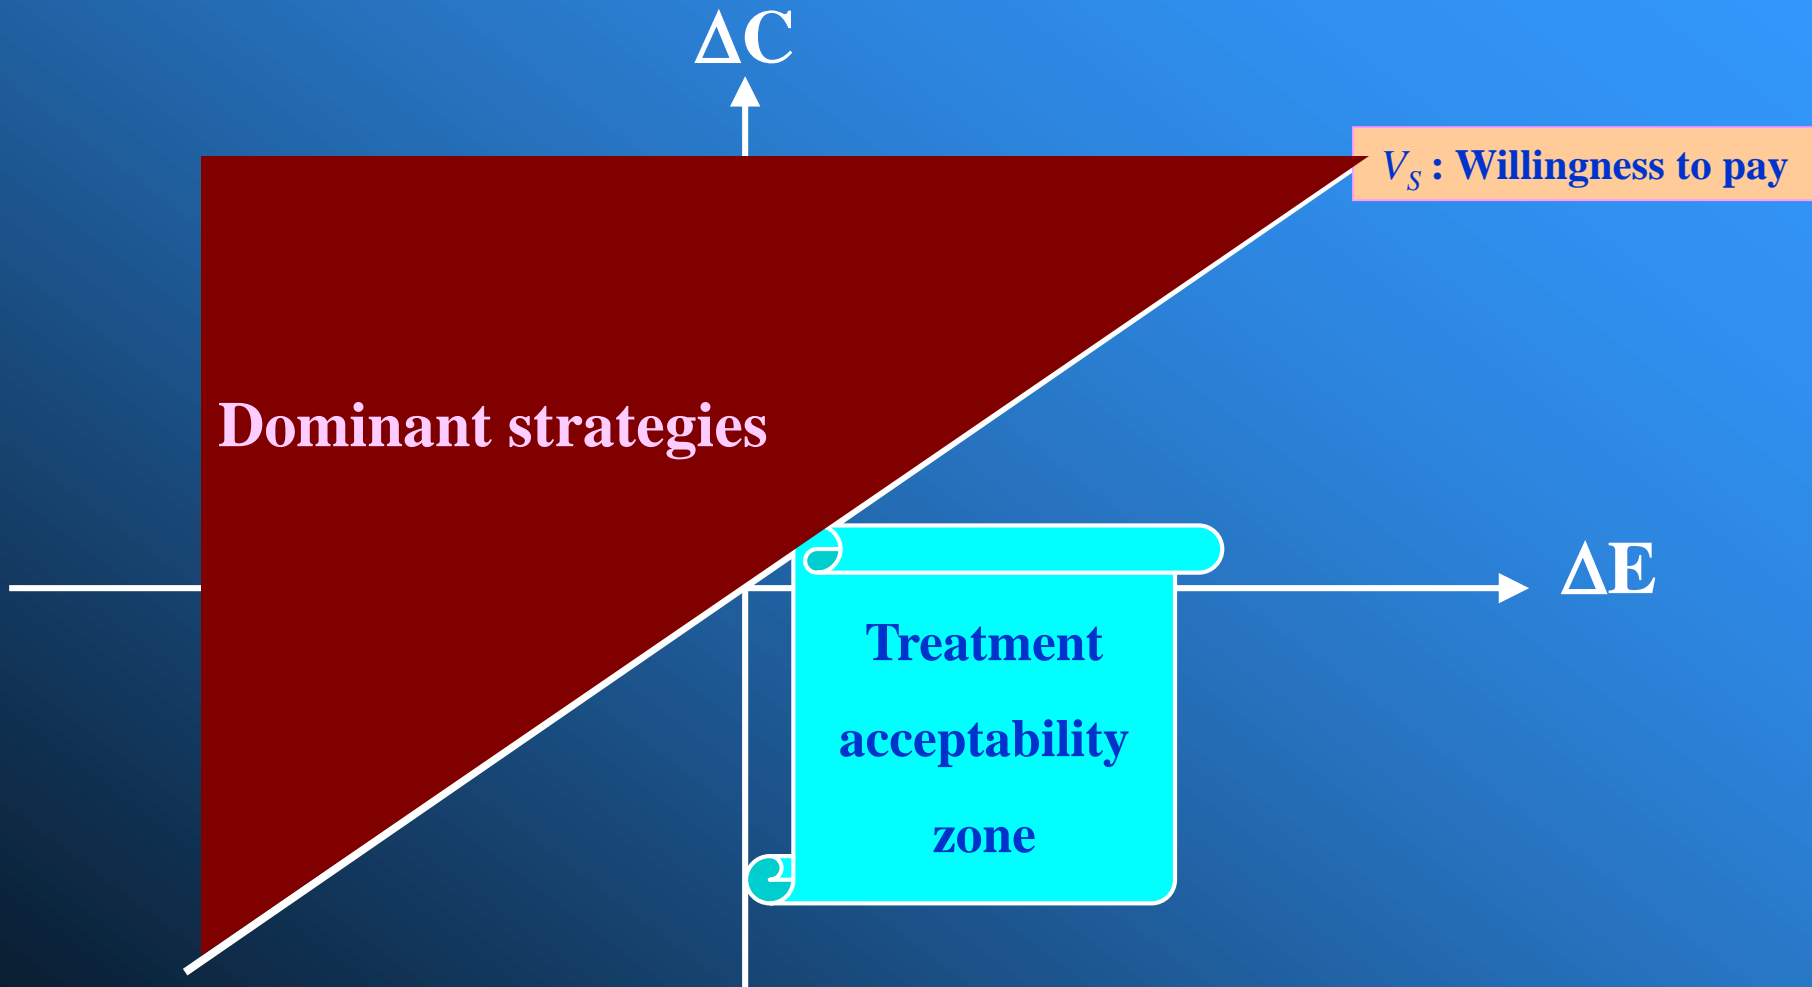 ΔC
V_S : Willingness to pay
Dominant strategies
ΔE
Treatment
acceptability
zone